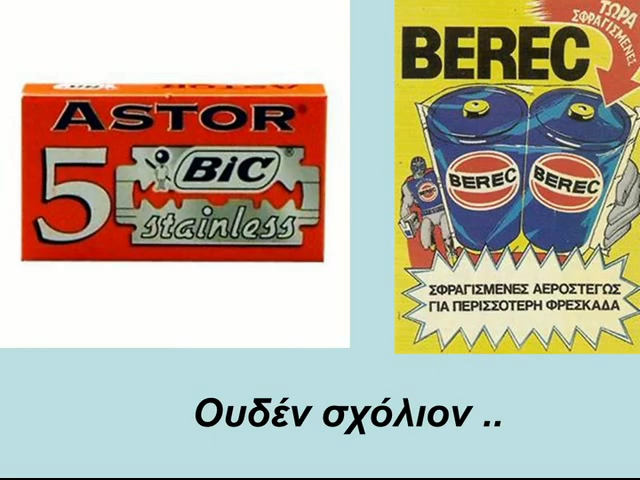 ASTOR
5
BiC
stainless
ΤΩΡΑ
ΣΦΡΑΓΙΣΜΕΝΕΣ
BEREC
BEREC
BEREC
ΣΦΡΑΓΙΣΜΕΝΕΣ ΑΕΡΟΣΤΕΓΩΣ
ΓΙΑ ΠΕΡΙΣΣΟΤΕΡΗ ΦΡΕΣΚΑΔΑ
Ουδέν σχόλιον ..